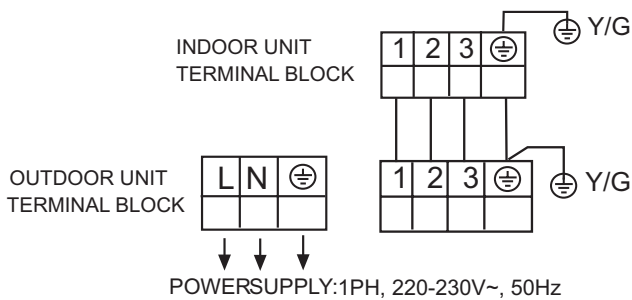 INDOOR UNIT
TERMINAL BLOCK
1 2 3
Y/G
OUTDOOR UNIT
TERMINAL BLOCK
L N
1 2 3
Y/G
POWERSUPPLY:1PH, 220-230V~, 50Hz